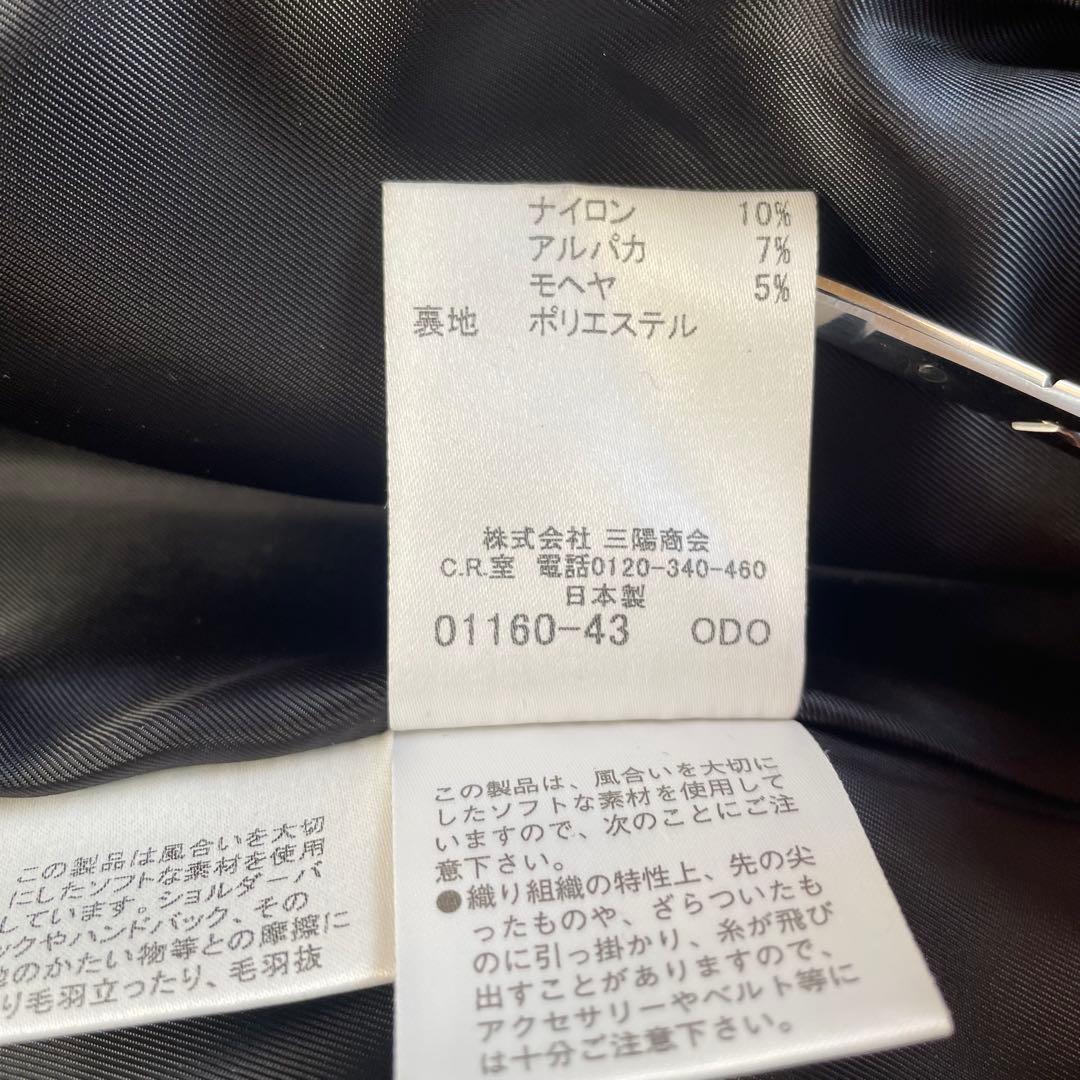 ナイロン 10%
アルパカ 7%
モヘヤ 5%
裏地 ポリエステル
株式会社 三陽商会
C.R.室 電話0120-340-460
日本製
01160-43 ODO
この製品は、風合いを大切に
したソフトな素材を使用して
いますので、次のことにご注
意下さい。
●織り組織の特性上、先の尖
ったものや、ざらついたも
のに引っ掛かり、糸が飛び
出すことがありますので、
アクセサリーやベルト等に
は十分ご注意下さい。
この製品は風合いを大切
にしたソフトな素材を使用
しています。ショルダーバ
ックやハンドバック、その
他のかたい物等との摩擦に
り毛羽立ったり、毛羽抜